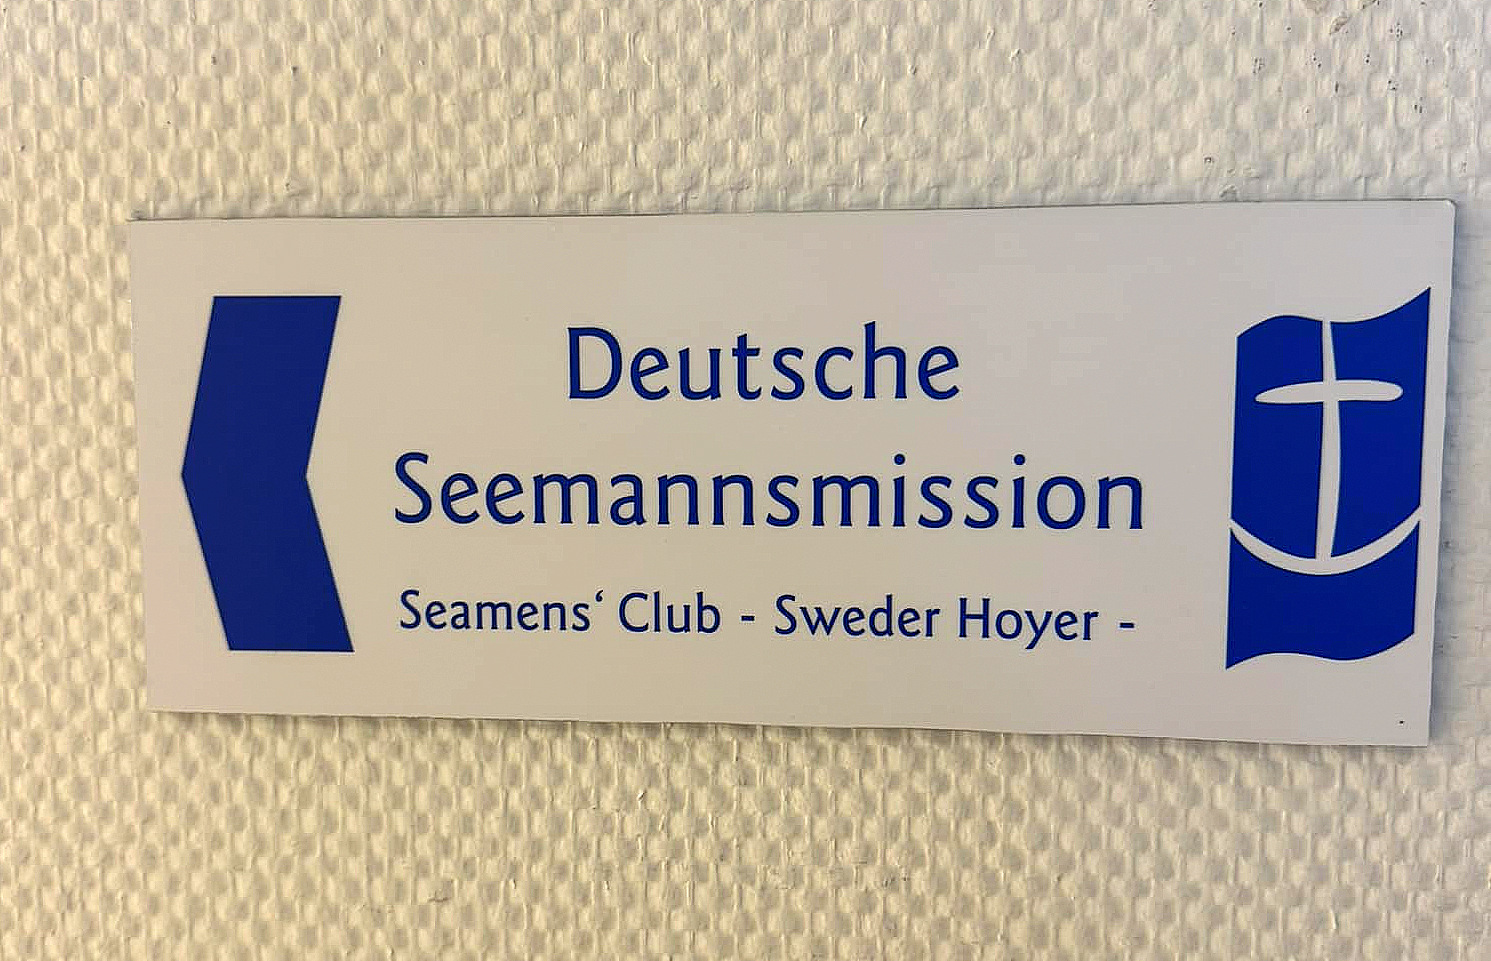 Deutsche
Seemannsmission
Seamens‘ Club - Sweder Hoyer -